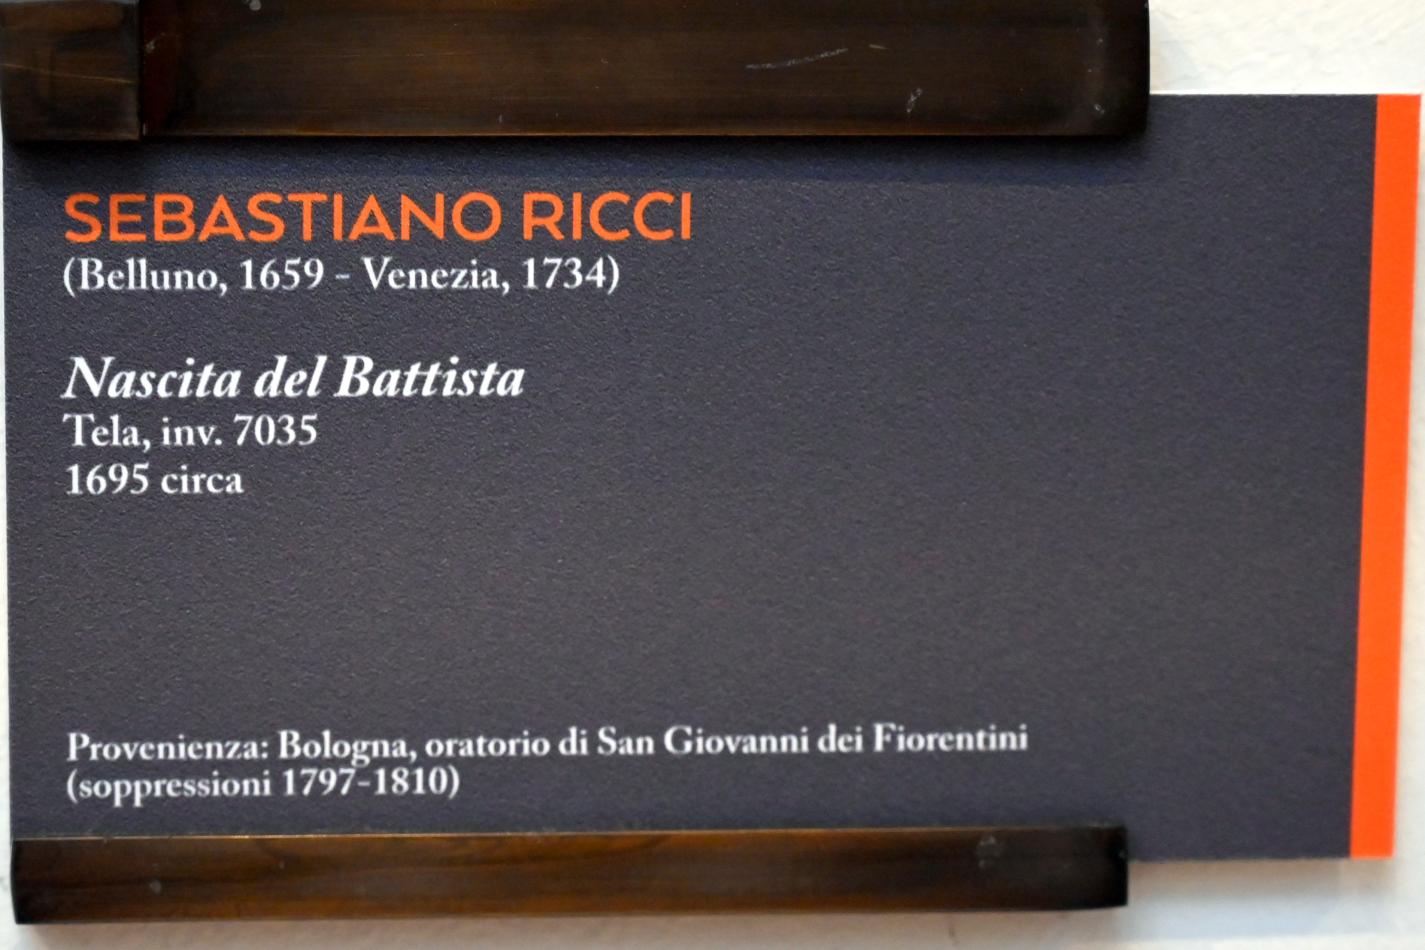 SEBASTIANO RICCI
(Belluno, 1659 - Venezia, 1734)
Nascita del Battista
Tela, inv. 7035
1695 circa
Provenienza: Bologna, oratorio di San Giovanni dei Fiorentini
(soppressioni 1797-1810)